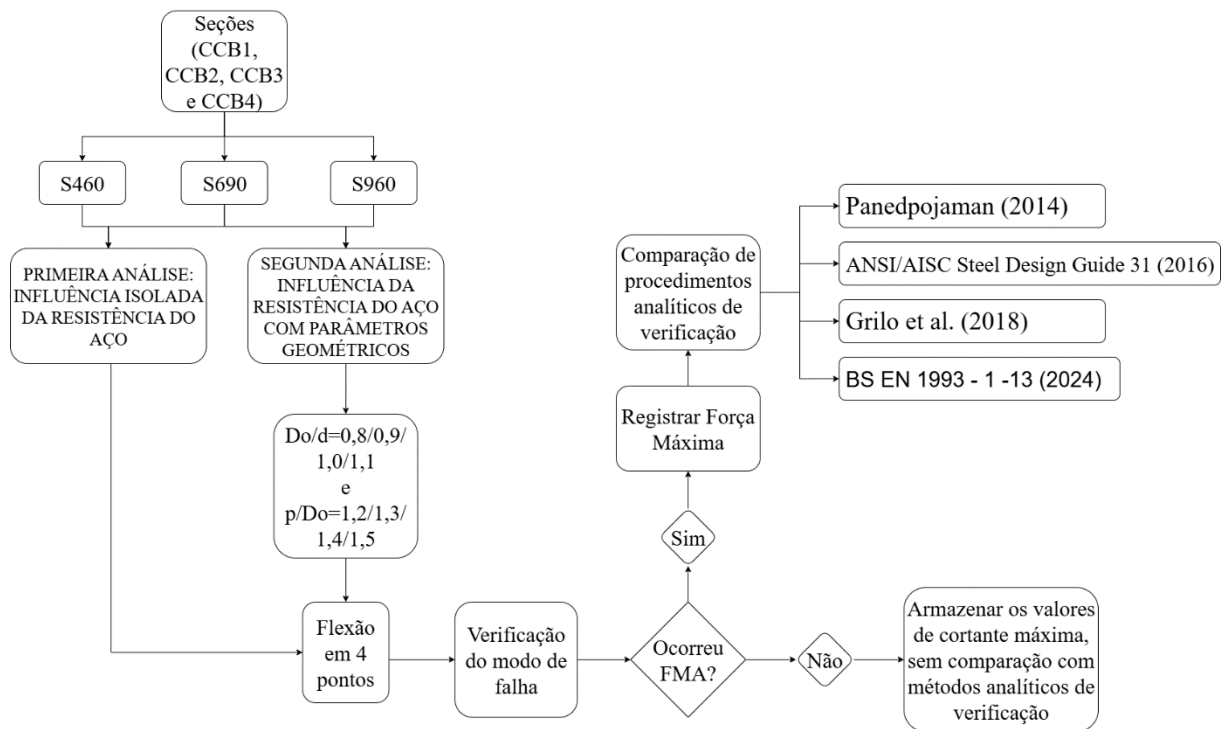 Seções
(CCB1,
CCB2, CCB3
e CCB4)
S460
S690
S960
PRIMEIRA ANÁLISE:
INFLUÊNCIA ISOLADA
DA RESISTÊNCIA DO
AÇO
SEGUNDA ANÁLISE:
INFLUÊNCIA DA
RESISTÊNCIA DO AÇO
COM PARÂMETROS
GEOMÉTRICOS
Do/d=0,8/0,9/
1,0/1,1
e
p/Do=1,2/1,3/
1,4/1,5
Flexão
em 4
pontos
Verificação
do modo de
falha
Ocorreu
FMA?
Sim
Registrar Força
Máxima
Comparação de
procedimentos
analíticos de
verificação
Panedpojaman (2014)
ANSI/AISC Steel Design Guide 31 (2016)
Grilo et al. (2018)
BS EN 1993 - 1 -13 (2024)
Não
Armazenar os valores
de cortante máxima,
sem comparação com
métodos analíticos de
verificação